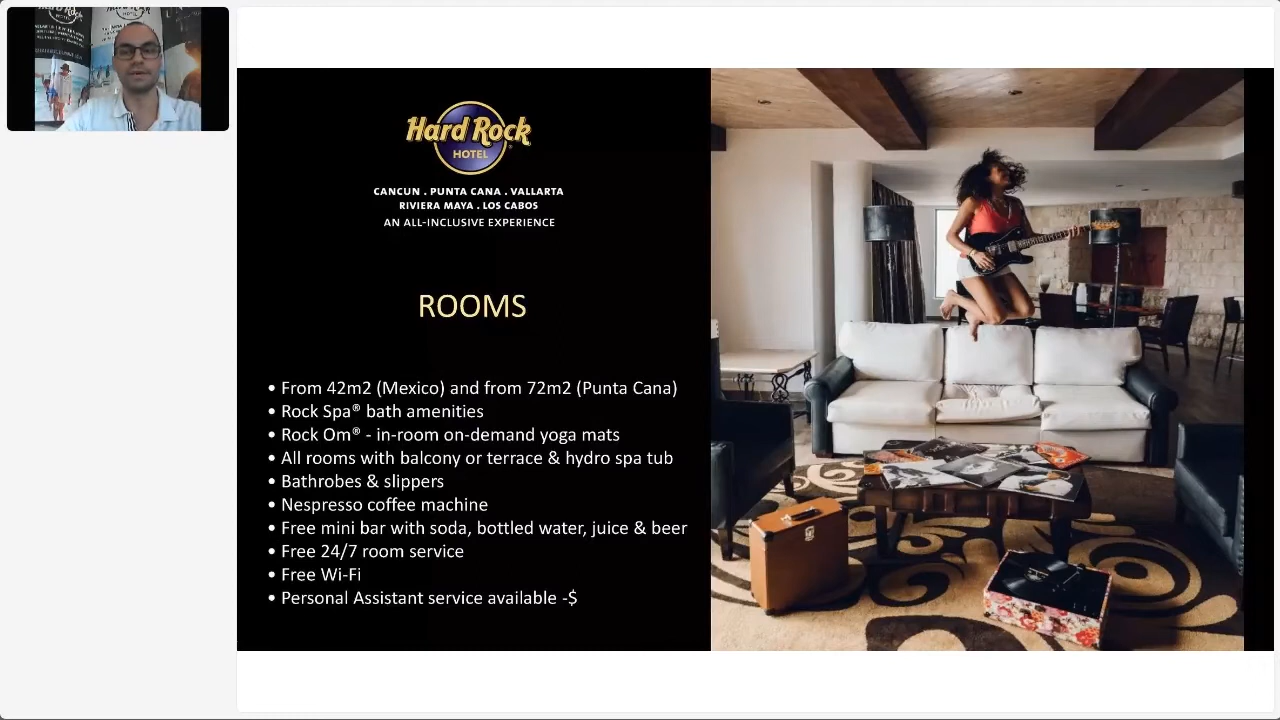 Hard Rock
HOTEL
CANCUN . PUNTA CANA . VALLARTA
RIVIERA MAYA . LOS CABOS
AN ALL-INCLUSIVE EXPERIENCE
ROOMS
• From 42m2 (Mexico) and from 72m2 (Punta Cana)
• Rock Spa® bath amenities
• Rock Om® - in-room on-demand yoga mats
• All rooms with balcony or terrace & hydro spa tub
• Bathrobes & slippers
• Nespresso coffee machine
• Free mini bar with soda, bottled water, juice & beer
• Free 24/7 room service
• Free Wi-Fi
• Personal Assistant service available -$